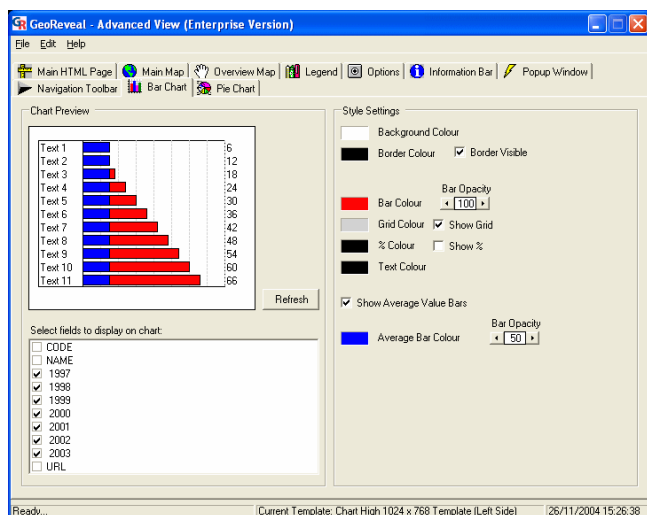 GeoReveal - Advanced View (Enterprise Version)
File Edit Help
Main HTML Page Main Map Overview Map Legend Options Information Bar Popup Window
Navigation Toolbar Bar Chart Pie Chart
Chart Preview
Text 1 6
Text 2 12
Text 3 18
Text 4 24
Text 5 30
Text 6 36
Text 7 42
Text 8 48
Text 9 54
Text 10 60
Text 11 66
Refresh
Select fields to display on chart:
CODE
NAME
1997
1998
1999
2000
2001
2002
2003
URL
Style Settings
Background Colour
Border Colour Border Visible
Bar Opacity
Bar Colour 100
Grid Colour Show Grid
% Colour Show %
Text Colour
Show Average Value Bars
Bar Opacity
Average Bar Colour 50
Ready... Current Template: Chart High 1024 x 768 Template (Left Side) 26/11/2004 15:26:38